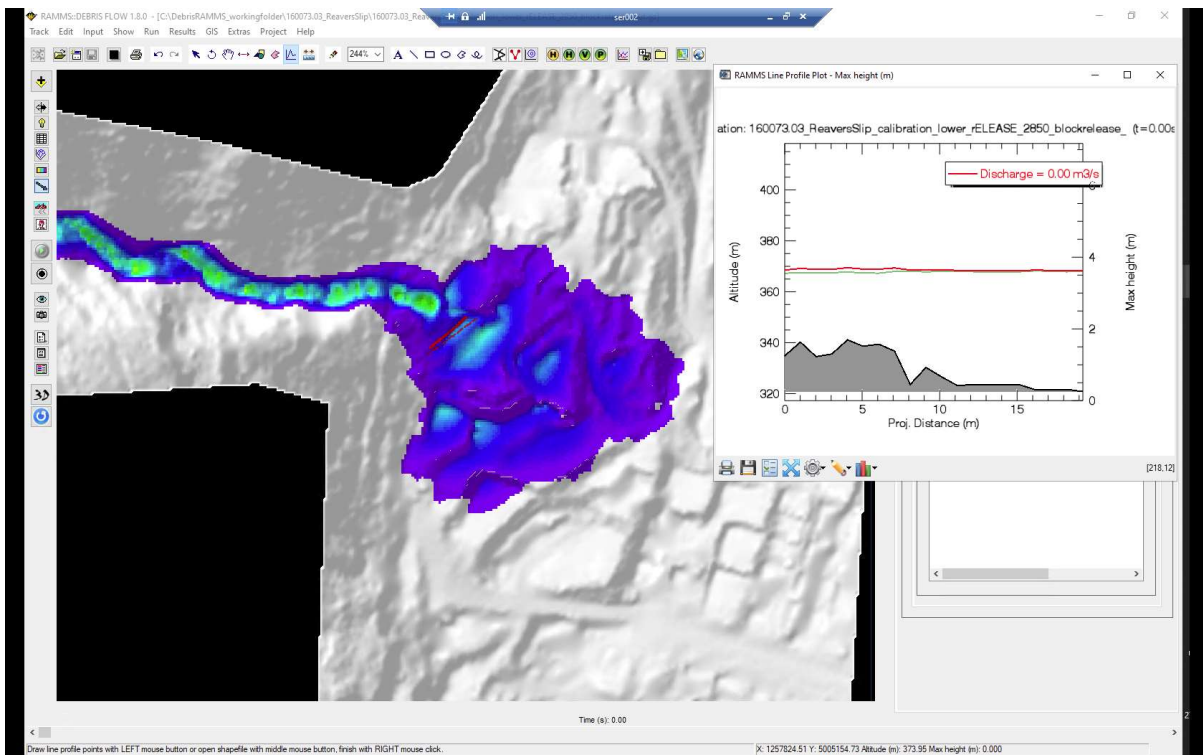 RAMMS::DEBRIS FLOW 1.8.0 - [C:\DebrisRAMMS_workingfolder\160073.03_ReaversSlip\160073.03_Rea
ser002
Track Edit Input Show Run Results GIS Extras Project Help
244%
A
H H V P
3D
RAMMS Line Profile Plot - Max height (m)
ation: 160073.03_ReaversSlip_calibration_lower_rELEASE_2850_blockrelease_ (t=0.00s
Discharge = 0.00 m3/s
400
380
360
340
320
Altitude (m)
6
4
2
0
Max height (m)
0 5 10 15
Proj. Distance (m)
[218,12]
Time (s): 0.00
Draw line profile points with LEFT mouse button or open shapefile with middle mouse button, finish with RIGHT mouse click.
X: 1257824.51 Y: 5005154.73 Altitude (m): 373.95 Max height (m): 0.000